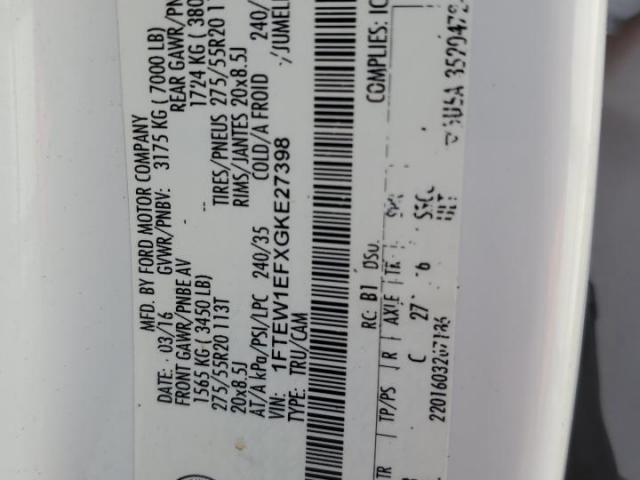 MFD. BY FORD MOTOR COMPANY
DATE: 03/16 GVWR/PNBV: 3175 KG ( 7000 LB)
FRONT GAWR/PNBE AV REAR GAWR/PN
1565 KG ( 3450 LB) 1724 KG ( 380
275/55R20 113T TIRES/PNEUS 275/55R20 1
20x8.5J RIMS/JANTES 20x8.5J
AT/A kPa/PSI/LPC 240/35 COLD/A FROID 240/
VIN: 1FTEW1EFXGKE27398 -/JUMEL
TYPE: TRU/CAM
COMPLIES: IC
RC: B1 DSO:
TR TP/PS R AXLE TR
C 27 6